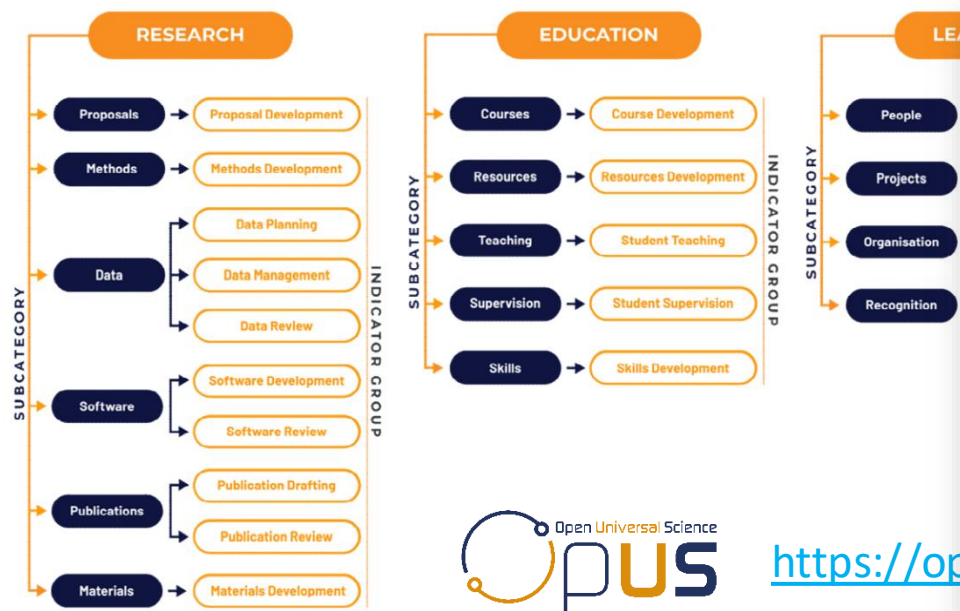 RESEARCH
SUBCATEGORY
Proposals
Proposal Development
Methods
Methods Development
Data
Data Planning
Data Management
Data Review
Software
Software Development
Software Review
Publications
Publication Drafting
Publication Review
Materials
Materials Development
INDICATOR GROUP
EDUCATION
SUBCATEGORY
Courses
Course Development
Resources
Resources Development
Teaching
Student Teaching
Supervision
Student Supervision
Skills
Skills Development
INDICATOR GROUP
LEA
SUBCATEGORY
People
Projects
Organisation
Recognition
Open Universal Science
OPUS
https://op